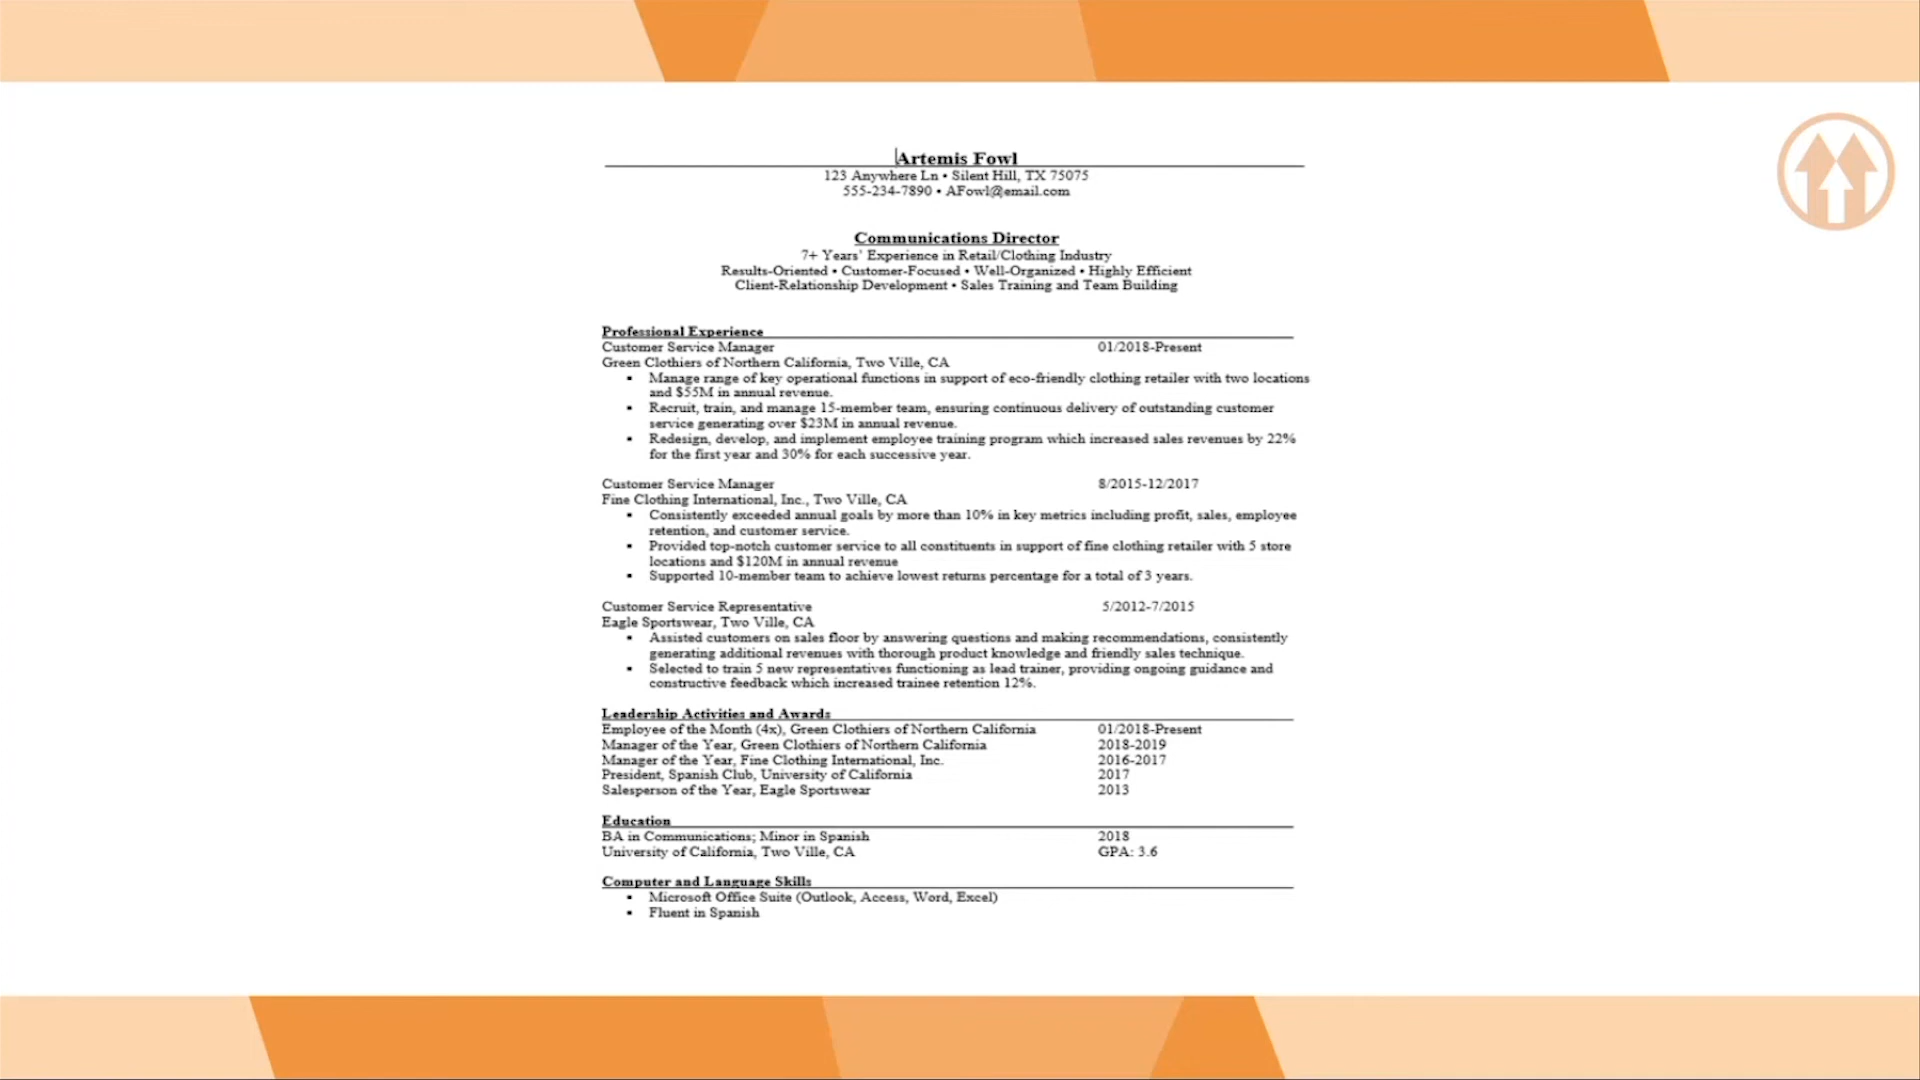 Artemis Fowl
123 Anywhere Ln • Silent Hill, TX 75075
555-234-7890 • AFowl@email.com
Communications Director
7+ Years' Experience in Retail/Clothing Industry
Results-Oriented • Customer-Focused • Well-Organized • Highly Efficient
Client-Relationship Development • Sales Training and Team Building
Professional Experience
Customer Service Manager 01/2018-Present
Green Clothiers of Northern California, Two Ville, CA
▪ Manage range of key operational functions in support of eco-friendly clothing retailer with two locations
and $55M in annual revenue.
▪ Recruit, train, and manage 15-member team, ensuring continuous delivery of outstanding customer
service generating over $23M in annual revenue.
▪ Redesign, develop, and implement employee training program which increased sales revenues by 22%
for the first year and 30% for each successive year.
Customer Service Manager 8/2015-12/2017
Fine Clothing International, Inc., Two Ville, CA
▪ Consistently exceeded annual goals by more than 10% in key metrics including profit, sales, employee
retention, and customer service.
▪ Provided top-notch customer service to all constituents in support of fine clothing retailer with 5 store
locations and $120M in annual revenue
▪ Supported 10-member team to achieve lowest returns percentage for a total of 3 years.
Customer Service Representative 5/2012-7/2015
Eagle Sportswear, Two Ville, CA
▪ Assisted customers on sales floor by answering questions and making recommendations, consistently
generating additional revenues with thorough product knowledge and friendly sales technique.
▪ Selected to train 5 new representatives functioning as lead trainer, providing ongoing guidance and
constructive feedback which increased trainee retention 12%.
Leadership Activities and Awards
Employee of the Month (4x), Green Clothiers of Northern California 01/2018-Present
Manager of the Year, Green Clothiers of Northern California 2018-2019
Manager of the Year, Fine Clothing International, Inc. 2016-2017
President, Spanish Club, University of California 2017
Salesperson of the Year, Eagle Sportswear 2013
Education
BA in Communications; Minor in Spanish 2018
University of California, Two Ville, CA GPA: 3.6
Computer and Language Skills
▪ Microsoft Office Suite (Outlook, Access, Word, Excel)
▪ Fluent in Spanish